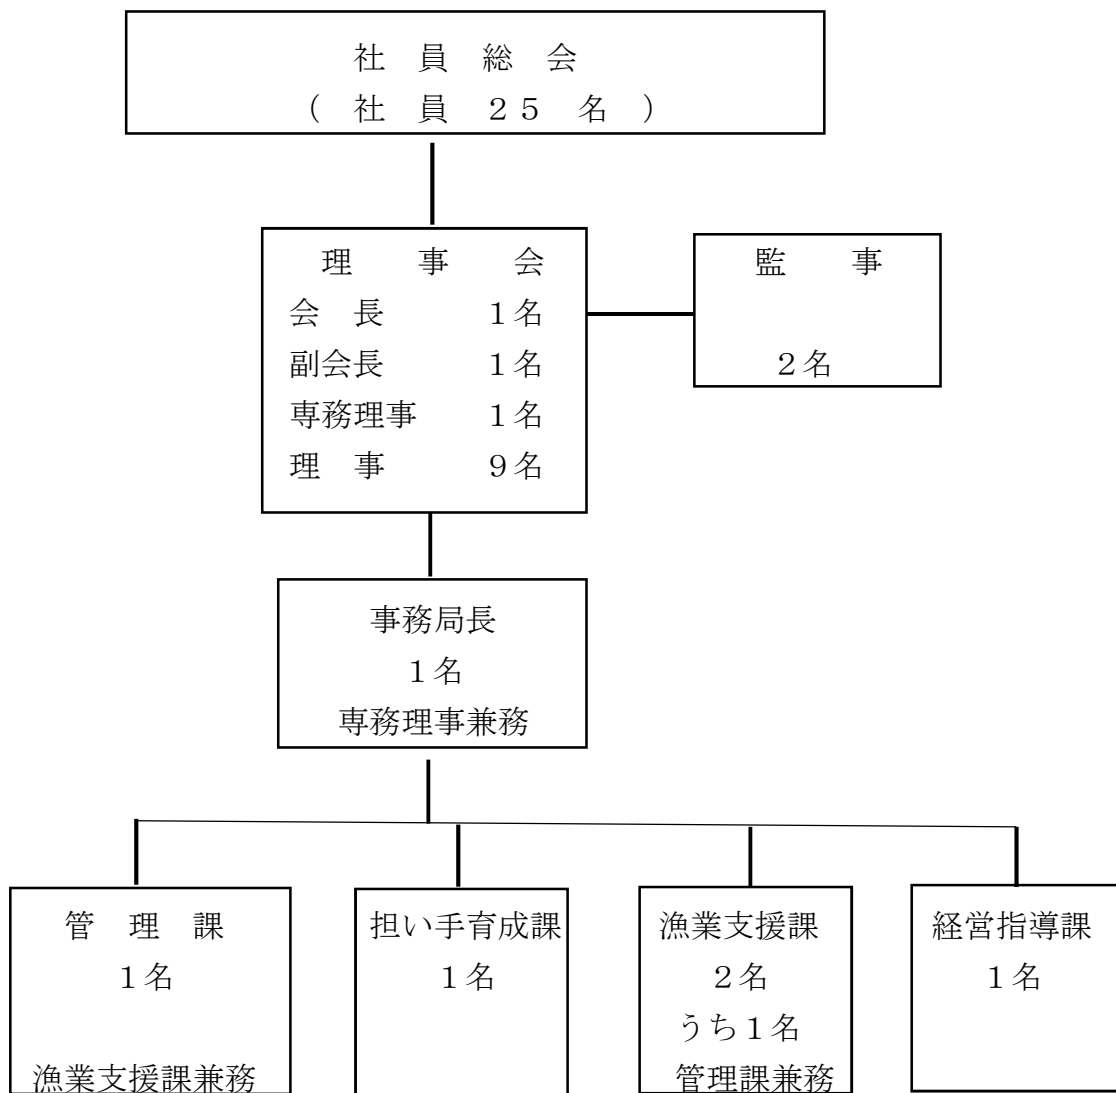 社　員　総　会
（　社　員　２５　名　）
理　事　会
会　長　　　１名
副会長　　　１名
専務理事　　１名
理　事　　　９名
監　事
２名
事務局長
１名
専務理事兼務
管　理　課
１名
漁業支援課兼務
担い手育成課
１名
漁業支援課
２名
うち１名
管理課兼務
経営指導課
１名